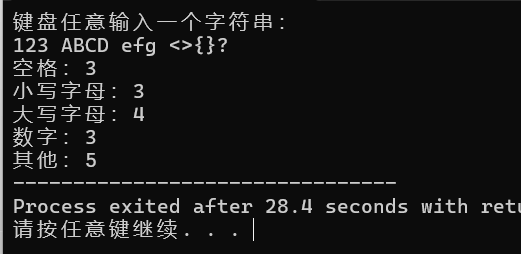 键盘任意输入一个字符串:
123 ABCD efg <>{}?
空格: 3
小写字母: 3
大写字母: 4
数字: 3
其他: 5
--------------------------------
Process exited after 28.4 seconds with retu
请按任意键继续. . .